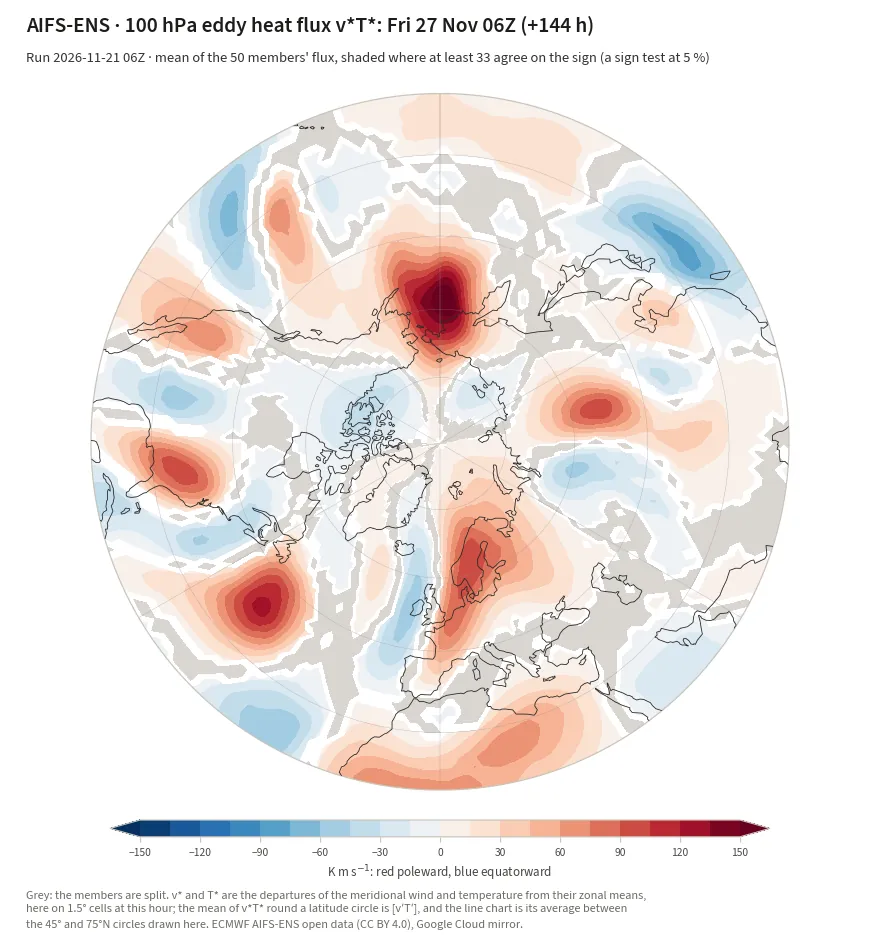 AIFS-ENS · 100 hPa eddy heat flux v*T*: Fri 27 Nov 06Z (+144 h)
Run 2026-11-21 06Z · mean of the 50 members' flux, shaded where at least 33 agree on the sign (a sign test at 5 %)
−150 −120 −90 −60 −30 0 30 60 90 120 150
K m s⁻¹: red poleward, blue equatorward
Grey: the members are split. v* and T* are the departures of the meridional wind and temperature from their zonal means,
here on 1.5° cells at this hour; the mean of v*T* round a latitude circle is [v'T'], and the line chart is its average between
the 45° and 75°N circles drawn here. ECMWF AIFS-ENS open data (CC BY 4.0), Google Cloud mirror.